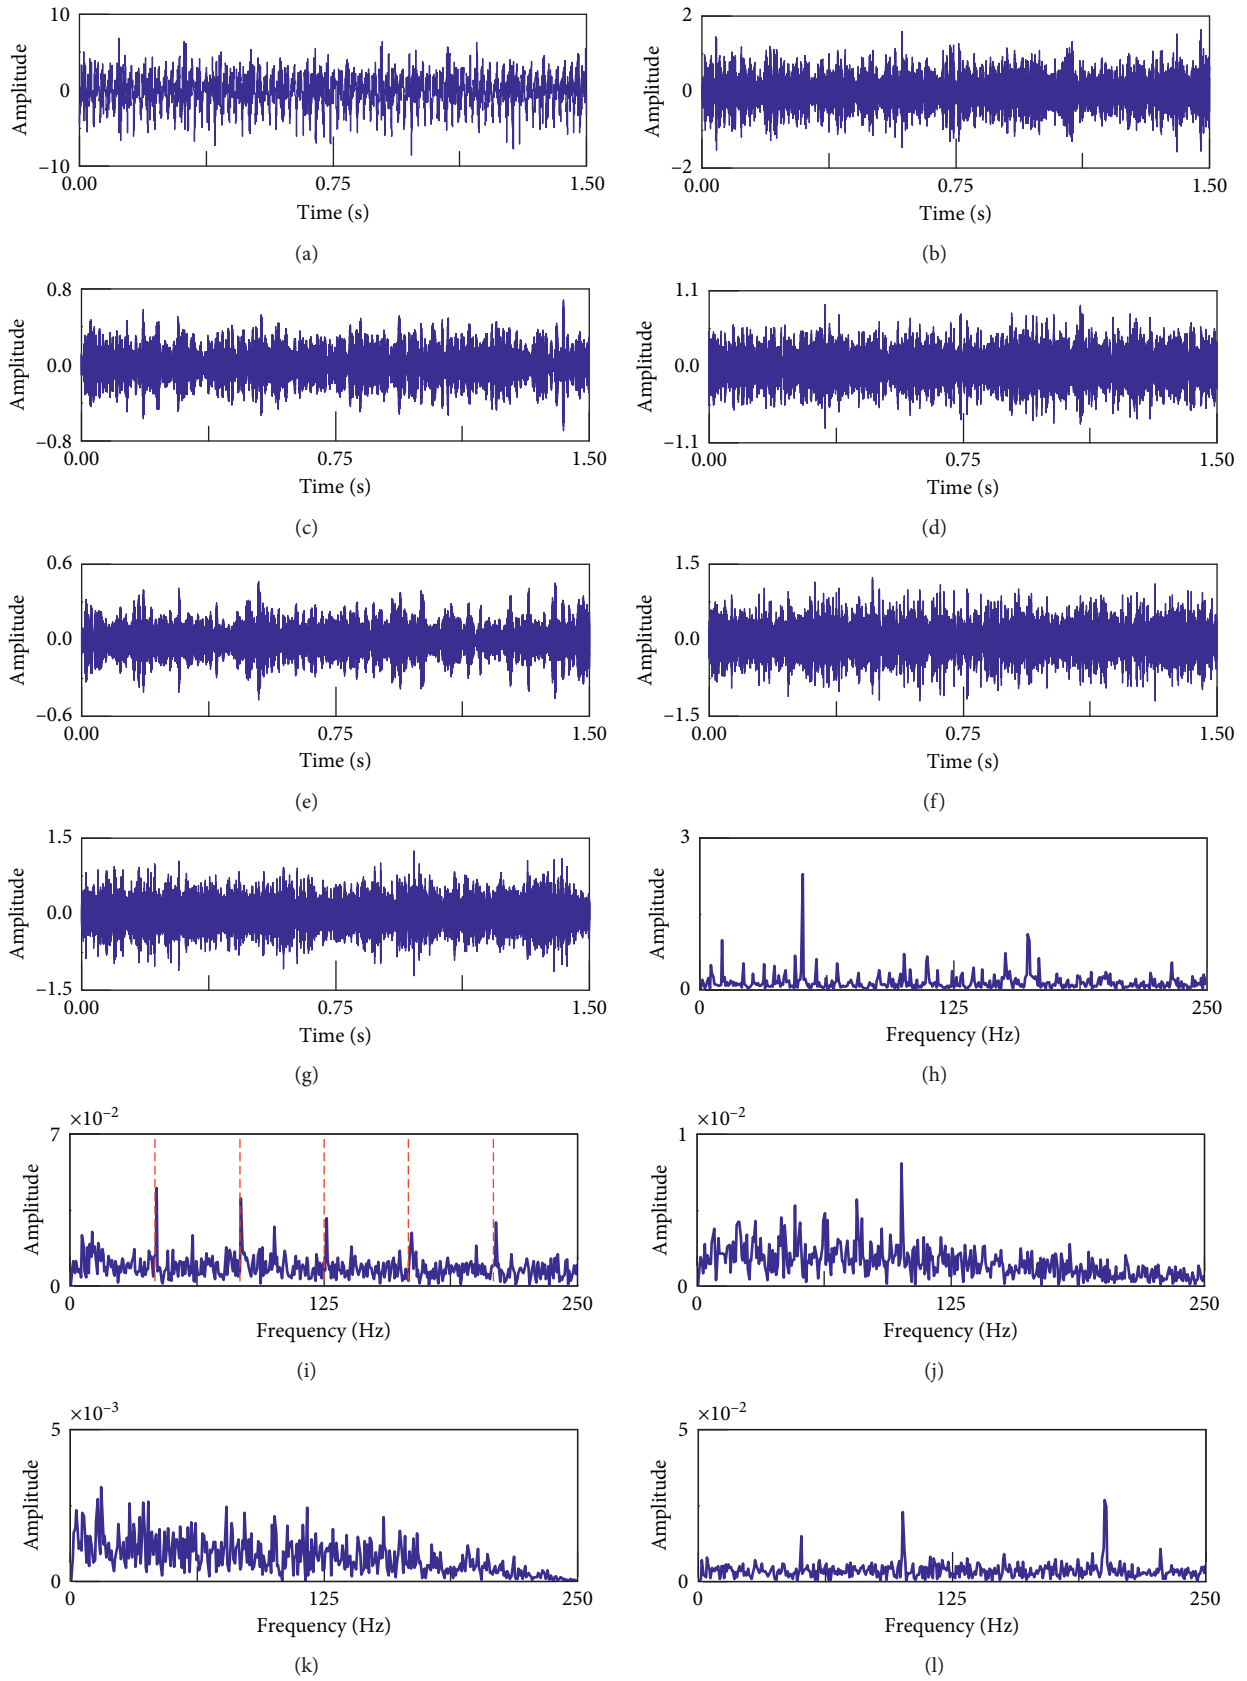 10
0
−10
Amplitude
0.00 0.75 1.50
Time (s)
(a)
2
0
−2
Amplitude
0.00 0.75 1.50
Time (s)
(b)
0.8
0.0
−0.8
Amplitude
0.00 0.75 1.50
Time (s)
(c)
1.1
0.0
−1.1
Amplitude
0.00 0.75 1.50
Time (s)
(d)
0.6
0.0
−0.6
Amplitude
0.00 0.75 1.50
Time (s)
(e)
1.5
0.0
−1.5
Amplitude
0.00 0.75 1.50
Time (s)
(f)
1.5
0.0
−1.5
Amplitude
0.00 0.75 1.50
Time (s)
(g)
3
0
Amplitude
0 125 250
Frequency (Hz)
(h)
×10⁻²
7
0
Amplitude
0 125 250
Frequency (Hz)
(i)
×10⁻²
1
0
Amplitude
0 125 250
Frequency (Hz)
(j)
×10⁻³
5
0
Amplitude
0 125 250
Frequency (Hz)
(k)
×10⁻²
5
0
Amplitude
0 125 250
Frequency (Hz)
(l)